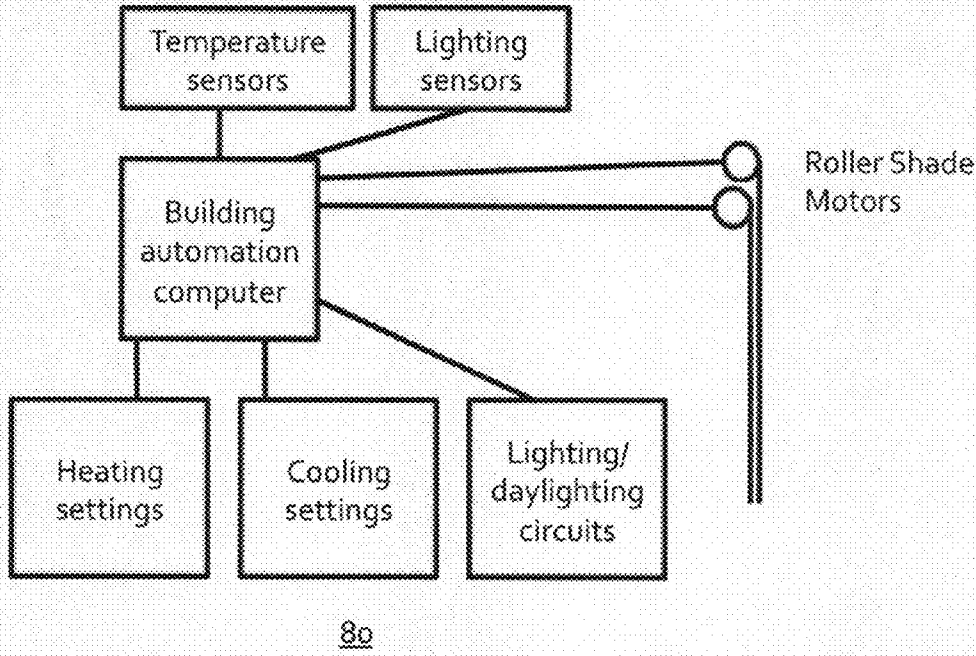 Temperature
sensors
Lighting
sensors
Roller Shade
Motors
Building
automation
computer
Heating
settings
Cooling
settings
Lighting/
daylighting
circuits
80